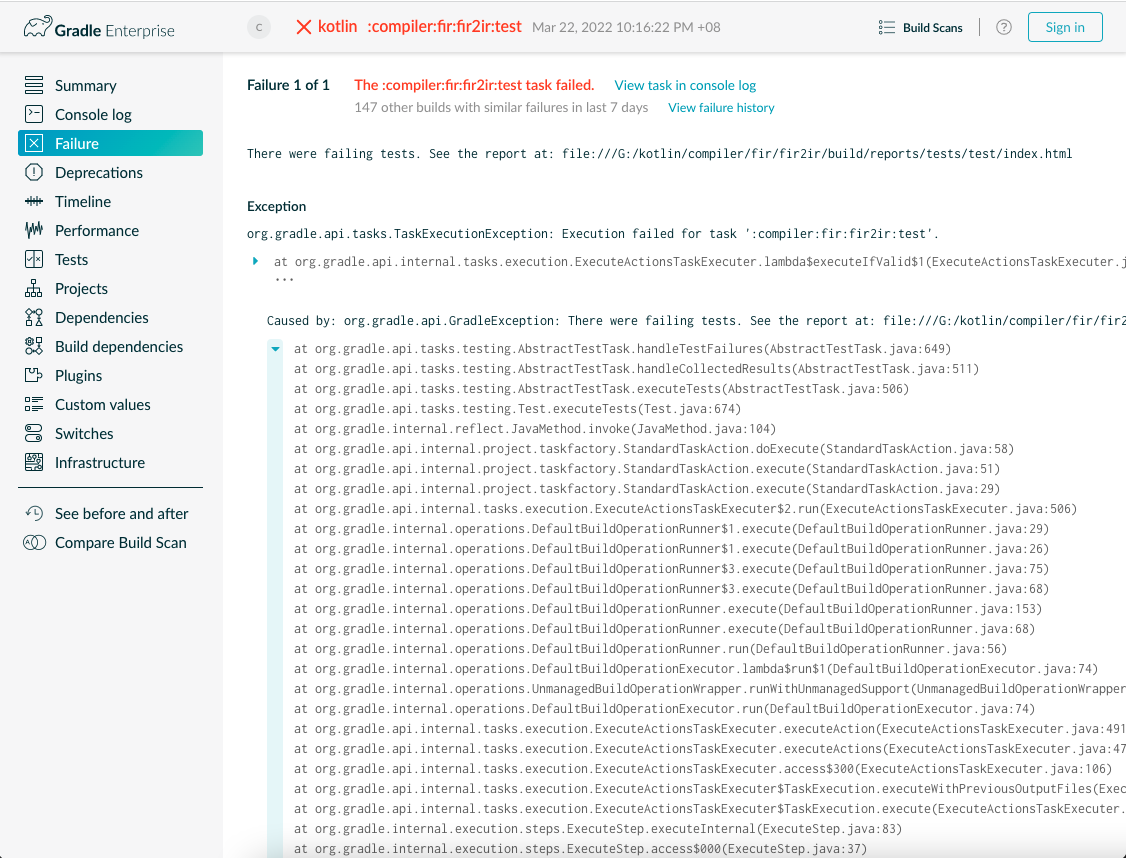 Gradle Enterprise
C
kotlin :compiler:fir:fir2ir:test Mar 22, 2022 10:16:22 PM +08
Build Scans
?
Sign in
Summary
Console log
Failure
Deprecations
Timeline
Performance
Tests
Projects
Dependencies
Build dependencies
Plugins
Custom values
Switches
Infrastructure
See before and after
Compare Build Scan
Failure 1 of 1 The :compiler:fir:fir2ir:test task failed. View task in console log
147 other builds with similar failures in last 7 days View failure history
There were failing tests. See the report at: file:///G:/kotlin/compiler/fir/fir2ir/build/reports/tests/test/index.html
Exception
org.gradle.api.tasks.TaskExecutionException: Execution failed for task ':compiler:fir:fir2ir:test'.
at org.gradle.api.internal.tasks.execution.ExecuteActionsTaskExecuter.lambda$executeIfValid$1(ExecuteActionsTaskExecuter.j
...
Caused by: org.gradle.api.GradleException: There were failing tests. See the report at: file:///G:/kotlin/compiler/fir/fir2
at org.gradle.api.tasks.testing.AbstractTestTask.handleTestFailures(AbstractTestTask.java:649)
at org.gradle.api.tasks.testing.AbstractTestTask.handleCollectedResults(AbstractTestTask.java:511)
at org.gradle.api.tasks.testing.AbstractTestTask.executeTests(AbstractTestTask.java:506)
at org.gradle.api.tasks.testing.Test.executeTests(Test.java:674)
at org.gradle.internal.reflect.JavaMethod.invoke(JavaMethod.java:104)
at org.gradle.api.internal.project.taskfactory.StandardTaskAction.doExecute(StandardTaskAction.java:58)
at org.gradle.api.internal.project.taskfactory.StandardTaskAction.execute(StandardTaskAction.java:51)
at org.gradle.api.internal.project.taskfactory.StandardTaskAction.execute(StandardTaskAction.java:29)
at org.gradle.api.internal.tasks.execution.ExecuteActionsTaskExecuter$2.run(ExecuteActionsTaskExecuter.java:506)
at org.gradle.internal.operations.DefaultBuildOperationRunner$1.execute(DefaultBuildOperationRunner.java:29)
at org.gradle.internal.operations.DefaultBuildOperationRunner$1.execute(DefaultBuildOperationRunner.java:26)
at org.gradle.internal.operations.DefaultBuildOperationRunner$3.execute(DefaultBuildOperationRunner.java:75)
at org.gradle.internal.operations.DefaultBuildOperationRunner$3.execute(DefaultBuildOperationRunner.java:68)
at org.gradle.internal.operations.DefaultBuildOperationRunner.execute(DefaultBuildOperationRunner.java:153)
at org.gradle.internal.operations.DefaultBuildOperationRunner.execute(DefaultBuildOperationRunner.java:68)
at org.gradle.internal.operations.DefaultBuildOperationRunner.run(DefaultBuildOperationRunner.java:56)
at org.gradle.internal.operations.DefaultBuildOperationExecutor.lambda$run$1(DefaultBuildOperationExecutor.java:74)
at org.gradle.internal.operations.UnmanagedBuildOperationWrapper.runWithUnmanagedSupport(UnmanagedBuildOperationWrapper
at org.gradle.internal.operations.DefaultBuildOperationExecutor.run(DefaultBuildOperationExecutor.java:74)
at org.gradle.api.internal.tasks.execution.ExecuteActionsTaskExecuter.executeAction(ExecuteActionsTaskExecuter.java:491
at org.gradle.api.internal.tasks.execution.ExecuteActionsTaskExecuter.executeActions(ExecuteActionsTaskExecuter.java:47
at org.gradle.api.internal.tasks.execution.ExecuteActionsTaskExecuter.access$300(ExecuteActionsTaskExecuter.java:106)
at org.gradle.api.internal.tasks.execution.ExecuteActionsTaskExecuter$TaskExecution.executeWithPreviousOutputFiles(Exec
at org.gradle.api.internal.tasks.execution.ExecuteActionsTaskExecuter$TaskExecution.execute(ExecuteActionsTaskExecuter.
at org.gradle.internal.execution.steps.ExecuteStep.executeInternal(ExecuteStep.java:83)
at org.gradle.internal.execution.steps.ExecuteStep.access$000(ExecuteStep.java:37)